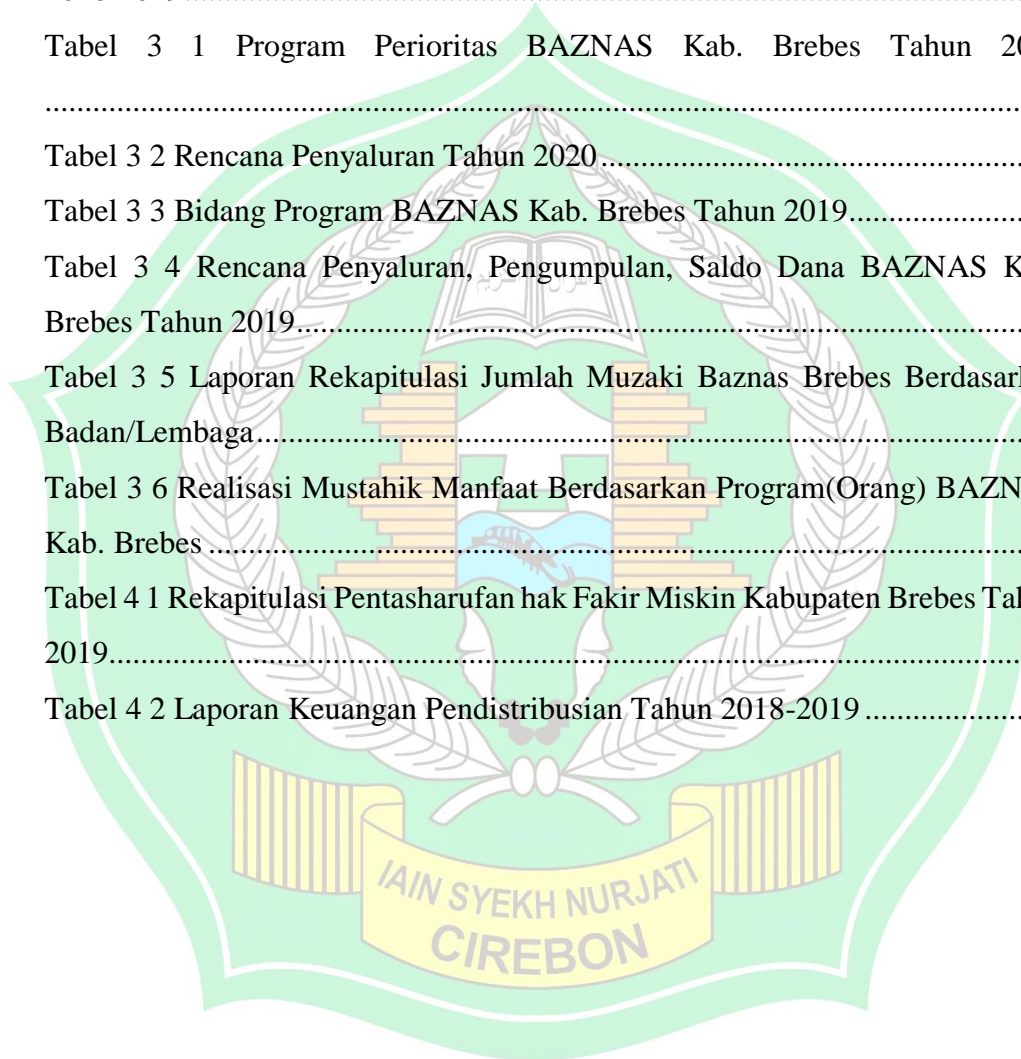 Tabel 3 1 Program Perioritas BAZNAS Kab. Brebes Tahun
........................................................................................................................
Tabel 3 2 Rencana Penyaluran Tahun 2020....................................................
Tabel 3 3 Bidang Program BAZNAS Kab. Brebes Tahun 2019......................
Tabel 3 4 Rencana Penyaluran, Pengumpulan, Saldo Dana BAZNAS
Brebes Tahun 2019..........................................................................................
Tabel 3 5 Laporan Rekapitulasi Jumlah Muzaki Baznas Brebes
Badan/Lembaga...............................................................................................
Tabel 3 6 Realisasi Mustahik Manfaat Berdasarkan Program(Orang)
Kab. Brebes.....................................................................................................
Tabel 4 1 Rekapitulasi Pentasharufan hak Fakir Miskin Kabupaten Brebes
2019.................................................................................................................
Tabel 4 2 Laporan Keuangan Pendistribusian Tahun 2018-2019....................
IAIN SYEKH NURJATI
CIREBON